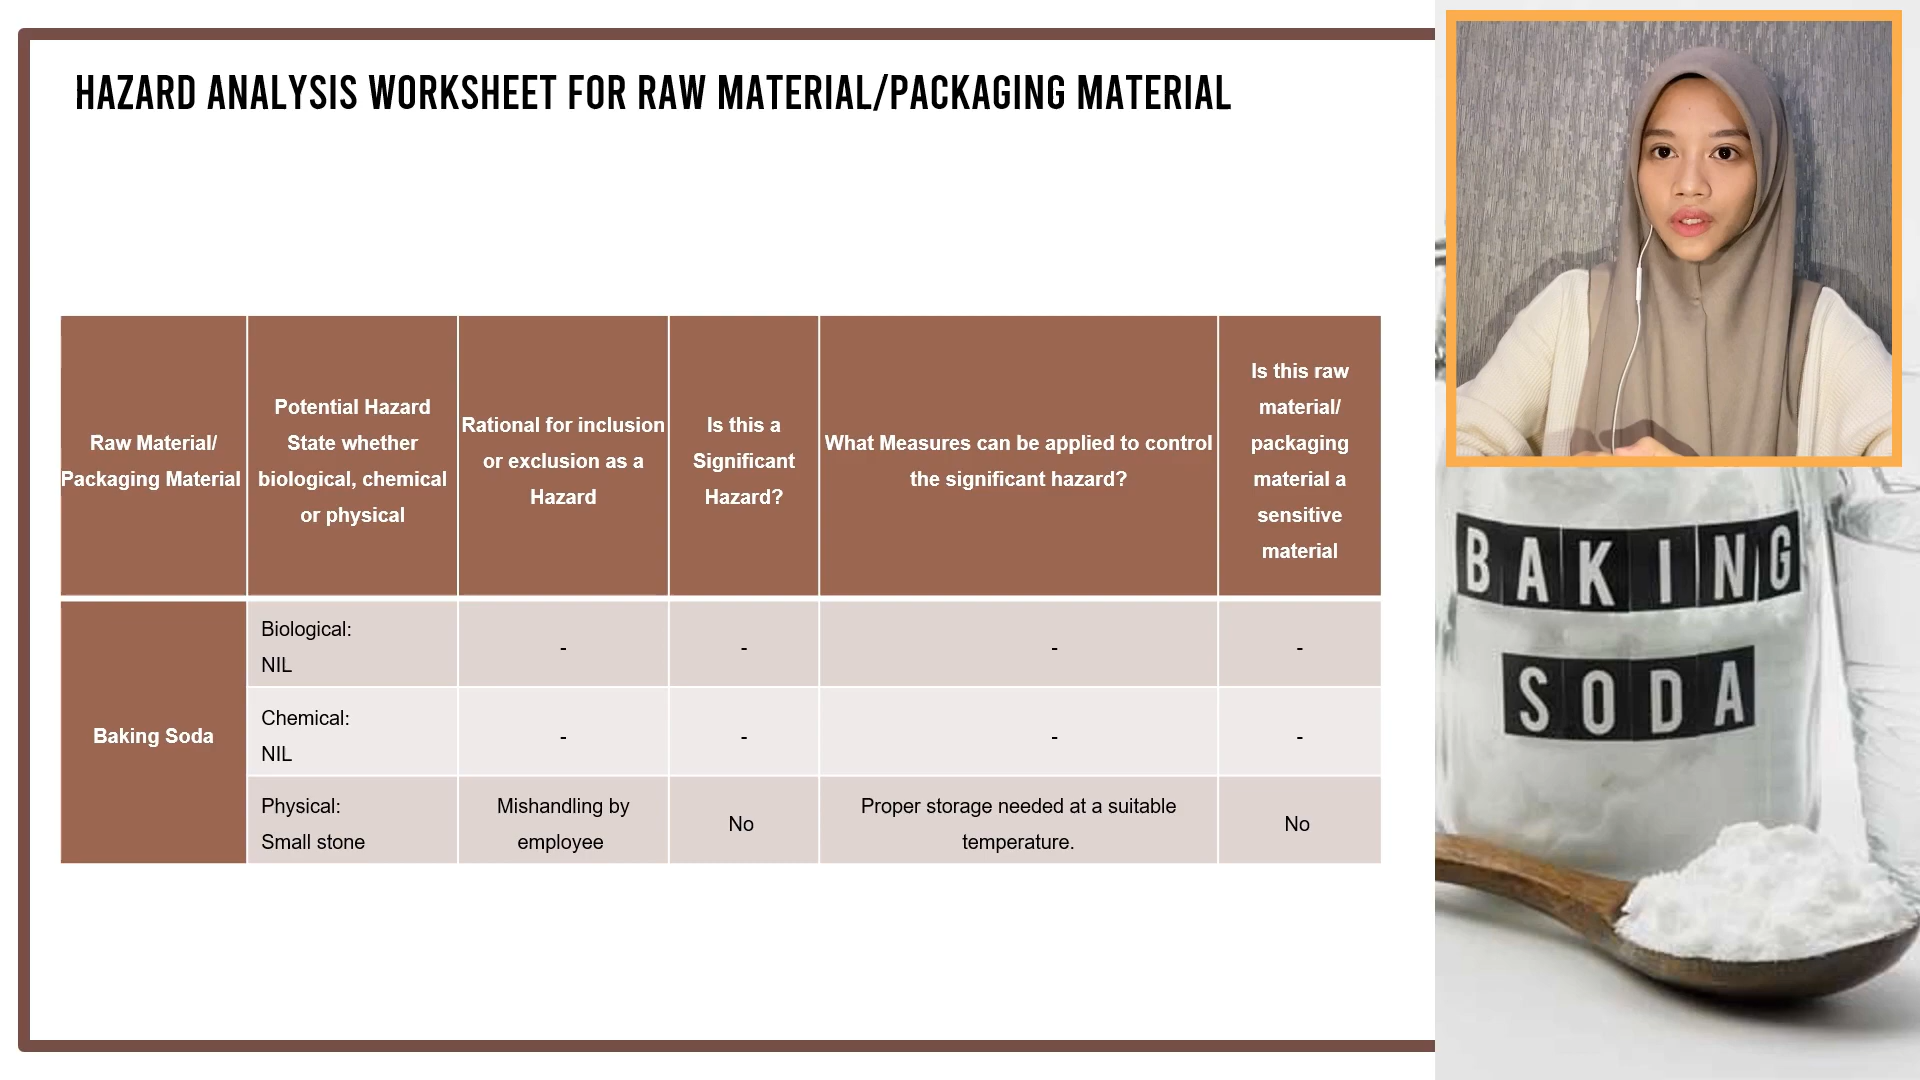 HAZARD ANALYSIS WORKSHEET FOR RAW MATERIAL/PACKAGING MATERIAL
Raw Material/
Packaging Material
Potential Hazard
State whether
biological, chemical
or physical
Rational for inclusion
or exclusion as a
Hazard
Is this a
Significant
Hazard?
What Measures can be applied to control
the significant hazard?
Is this raw
material/
packaging
material a
sensitive
material
Baking Soda
Biological:
NIL
-
-
-
-
Chemical:
NIL
-
-
-
-
Physical:
Small stone
Mishandling by
employee
No
Proper storage needed at a suitable
temperature.
No
BAKING
SODA